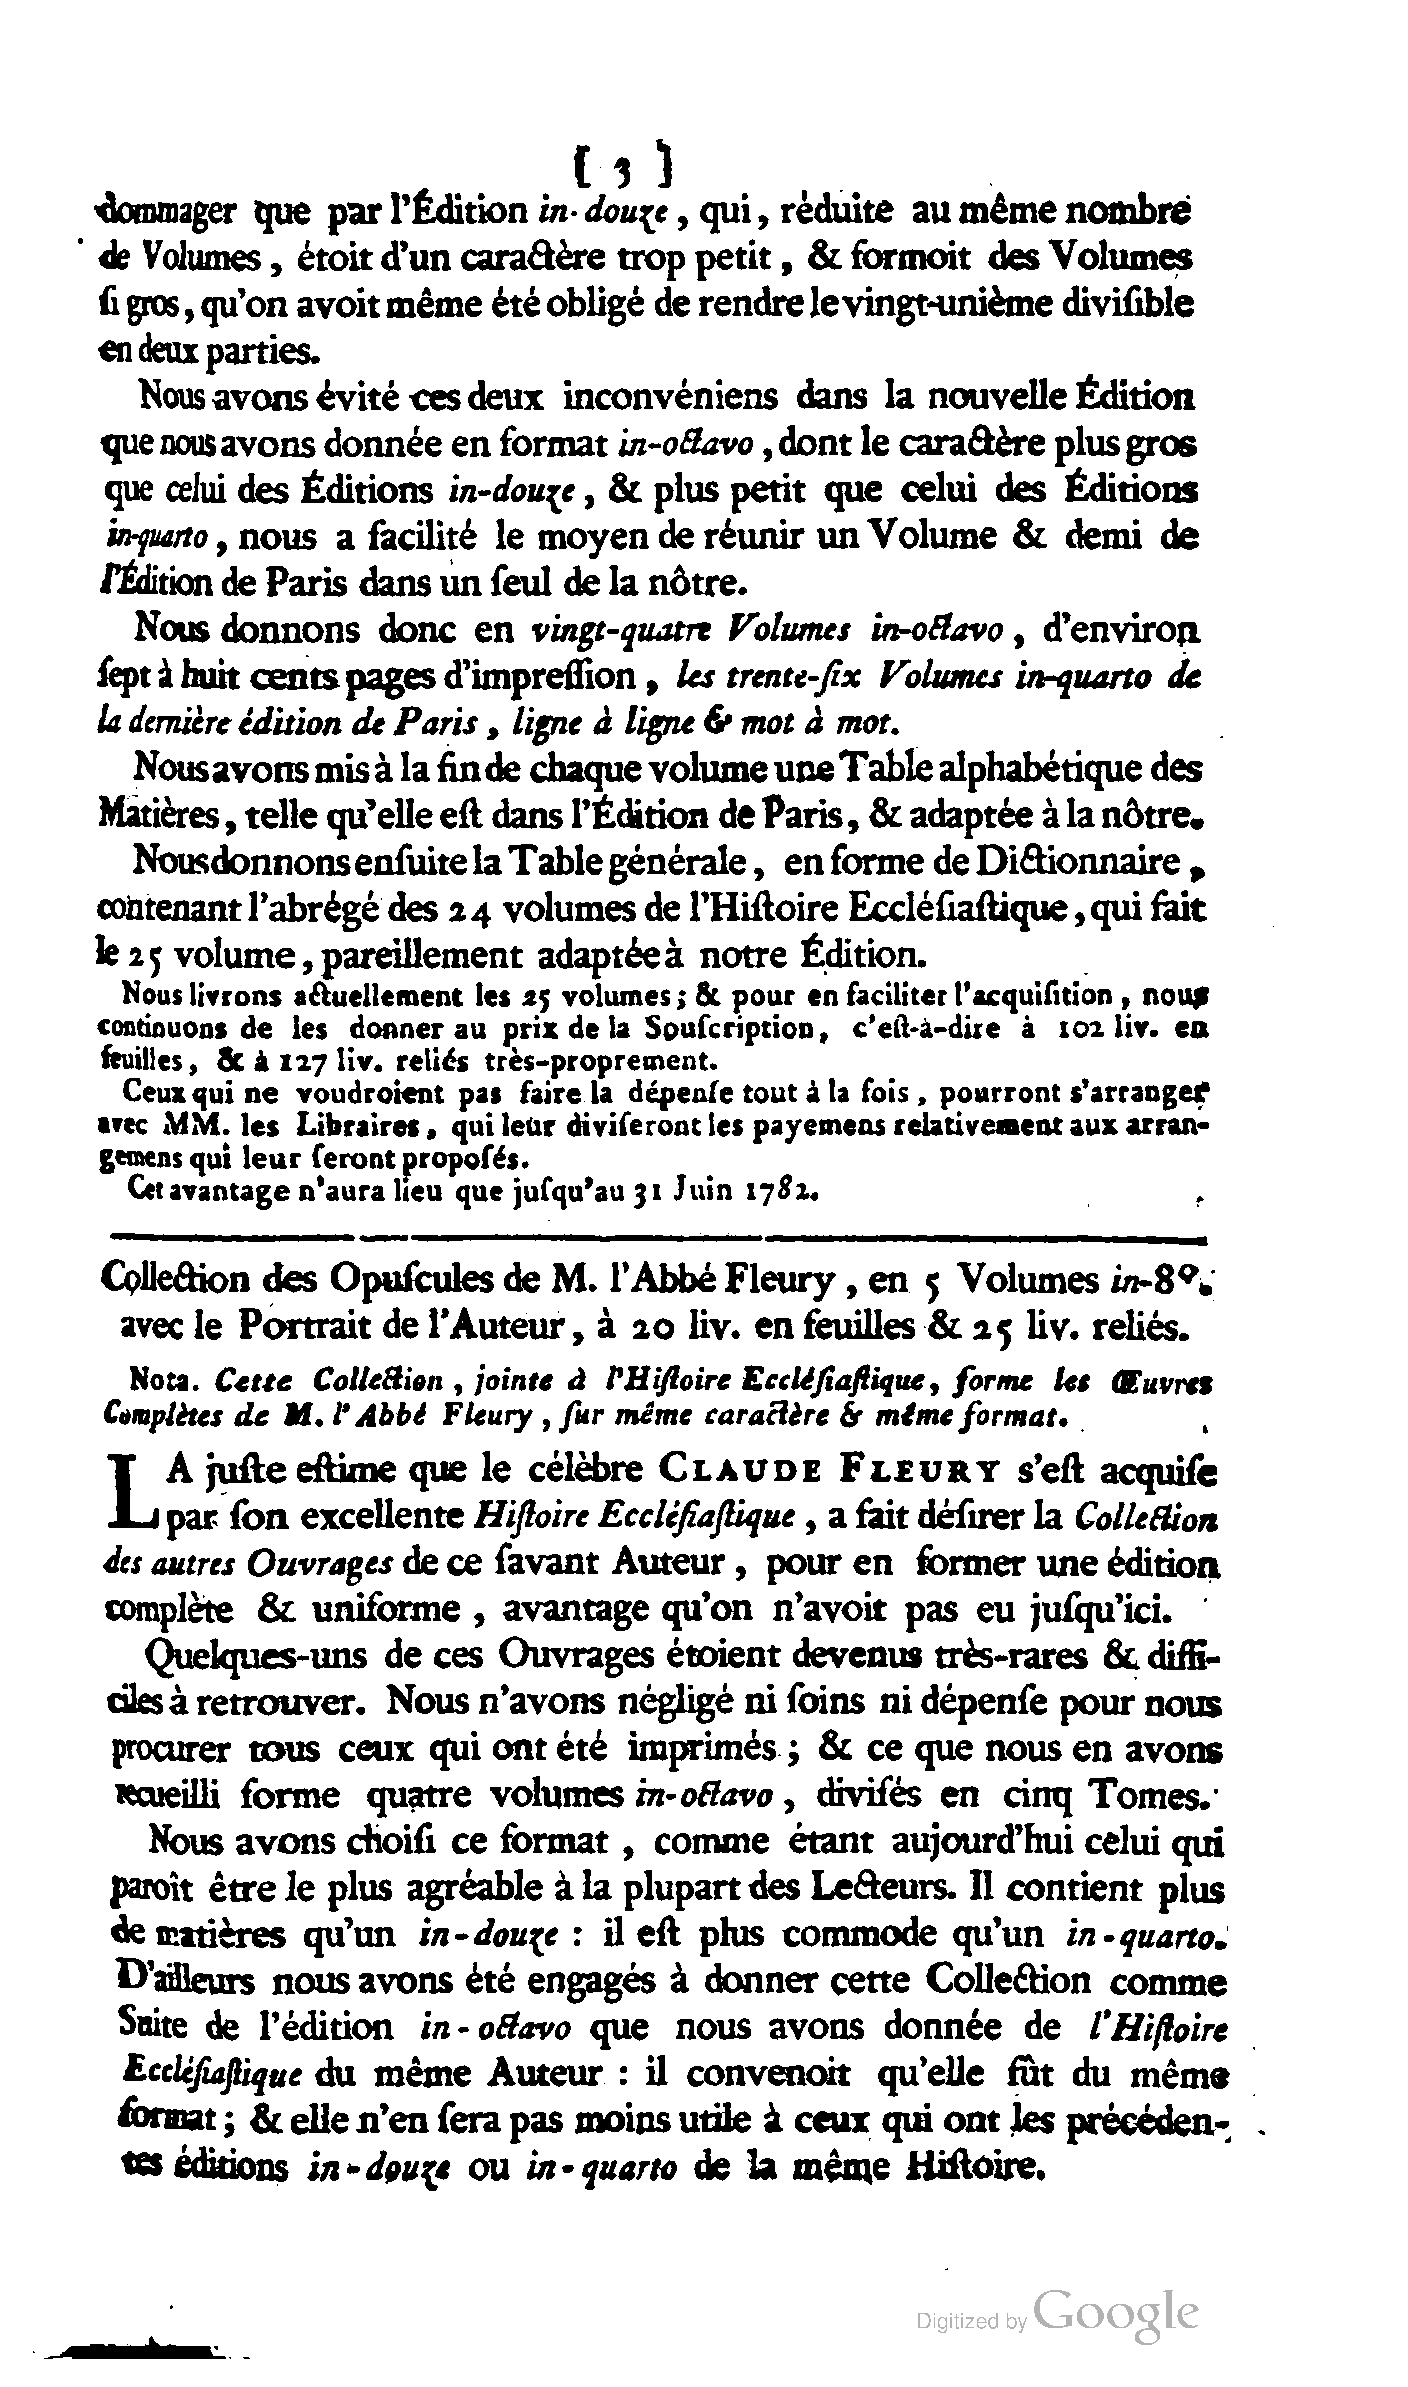 [ 3 ]
dommager que par l'Édition in-douze, qui, réduite au même nombre
de Volumes, étoit d'un caractère trop petit, & formoit des Volumes
ſi gros, qu'on avoit même été obligé de rendre le vingt-unième diviſible
en deux parties.
Nous avons évité ces deux inconvéniens dans la nouvelle Édition
que nous avons donnée en format in-octavo, dont le caractère plus gros
que celui des Éditions in-douze, & plus petit que celui des Éditions
in-quarto, nous a facilité le moyen de réunir un Volume & demi de
l'Édition de Paris dans un ſeul de la nôtre.
Nous donnons donc en vingt-quatre Volumes in-octavo, d'environ
ſept à huit cents pages d'impreſſion, les trente-ſix Volumes in-quarto de
la dernière édition de Paris, ligne à ligne & mot à mot.
Nous avons mis à la fin de chaque volume une Table alphabétique des
Matières, telle qu'elle eſt dans l'Édition de Paris, & adaptée à la nôtre.
Nous donnons enſuite la Table générale, en forme de Dictionnaire,
contenant l'abrégé des 24 volumes de l'Hiſtoire Eccléſiaſtique, qui fait
le 25 volume, pareillement adaptée à notre Édition.
Nous livrons actuellement les 25 volumes; & pour en faciliter l'acquiſition, nous
continuons de les donner au prix de la Souſcription, c'eſt-à-dire à 102 liv. en
feuilles, & à 127 liv. reliés très-proprement.
Ceux qui ne voudroient pas faire la dépenſe tout à la fois, pourront s'arranger
avec MM. les Libraires, qui leur diviſeront les payemens relativement aux arran-
gemens qui leur ſeront propoſés.
Cet avantage n'aura lieu que juſqu'au 31 Juin 1782.
Collection des Opuſcules de M. l'Abbé Fleury, en 5 Volumes in-8°.
avec le Portrait de l'Auteur, à 20 liv. en feuilles & 25 liv. reliés.
Nota. Cette Collection, jointe à l'Hiſtoire Eccléſiaſtique, forme les Œuvres
Complètes de M. l'Abbé Fleury, ſur même caractère & même format.
LA juſte eſtime que le célèbre CLAUDE FLEURY s'eſt acquiſe
par ſon excellente Hiſtoire Eccléſiaſtique, a fait déſirer la Collection
des autres Ouvrages de ce ſavant Auteur, pour en former une édition
complète & uniforme, avantage qu'on n'avoit pas eu juſqu'ici.
Quelques-uns de ces Ouvrages étoient devenus très-rares & diffi-
ciles à retrouver. Nous n'avons négligé ni ſoins ni dépenſe pour nous
procurer tous ceux qui ont été imprimés; & ce que nous en avons
recueilli forme quatre volumes in-octavo, diviſés en cinq Tomes.
Nous avons choiſi ce format, comme étant aujourd'hui celui qui
paroît être le plus agréable à la plupart des Lecteurs. Il contient plus
de matières qu'un in-douze : il eſt plus commode qu'un in-quarto.
D'ailleurs nous avons été engagés à donner cette Collection comme
Suite de l'édition in-octavo que nous avons donnée de l'Hiſtoire
Eccléſiaſtique du même Auteur : il convenoit qu'elle fût du même
format; & elle n'en ſera pas moins utile à ceux qui ont les précéden-
tes éditions in-douze ou in-quarto de la même Hiſtoire.
Digitized by Google